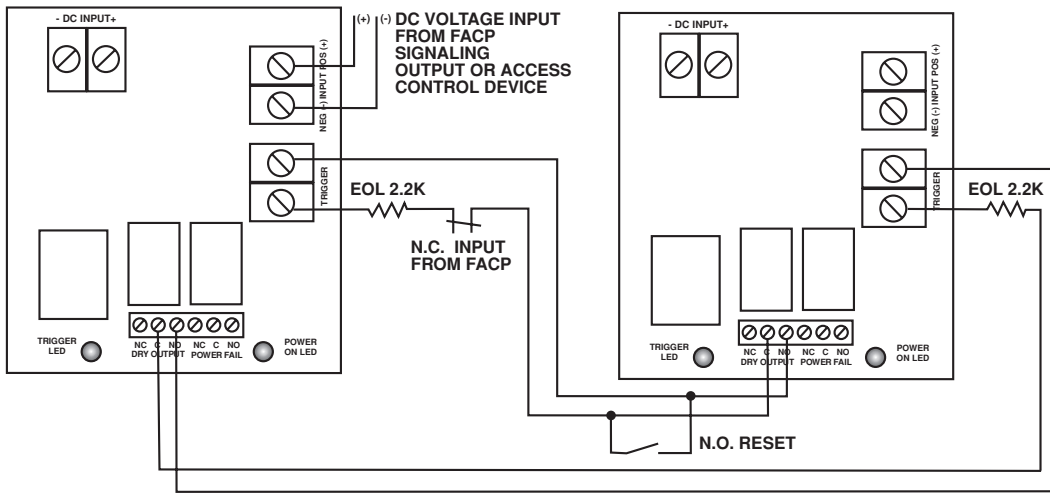 - DC INPUT+
NEG (-) INPUT POS (+)
(+) (-) DC VOLTAGE INPUT
FROM FACP
SIGNALING
OUTPUT OR ACCESS
CONTROL DEVICE
TRIGGER
EOL 2.2K
N.C. INPUT
FROM FACP
TRIGGER
LED
NC C NO NC C NO
DRY OUTPUT POWER FAIL
POWER
ON LED
- DC INPUT+
NEG (-) INPUT POS (+)
TRIGGER
EOL 2.2K
TRIGGER
LED
NC C NO NC C NO
DRY OUTPUT POWER FAIL
POWER
ON LED
N.O. RESET